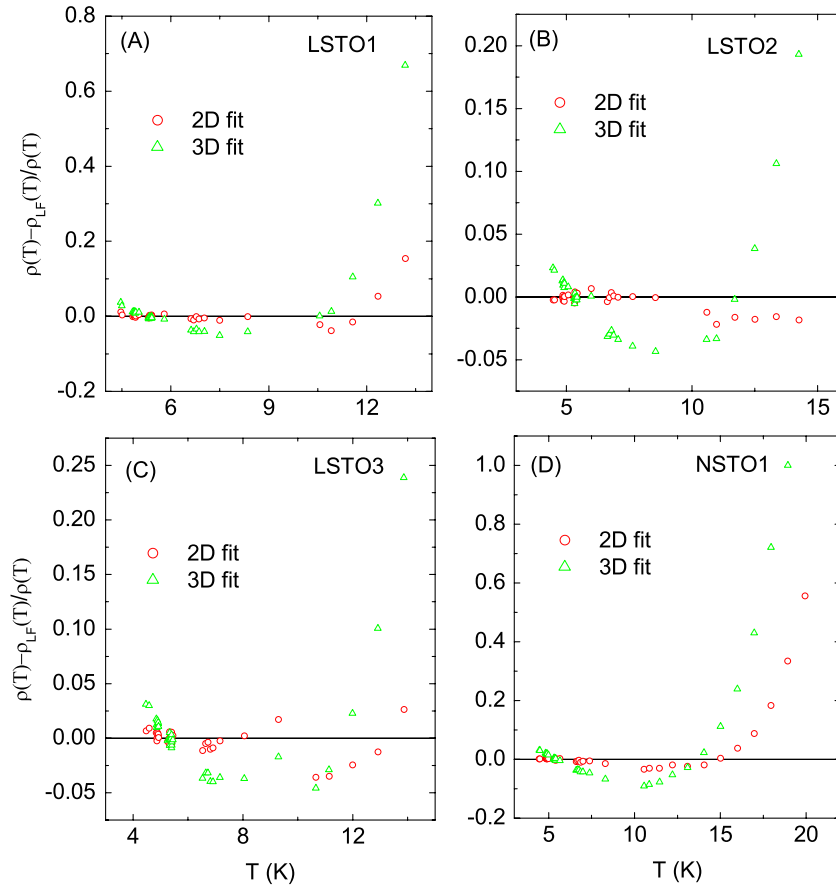 (A) LSTO1
2D fit
3D fit
0.8
0.6
0.4
0.2
0.0
-0.2
6 9 12
ρ(T)−ρLF(T)/ρ(T)
(B) LSTO2
2D fit
3D fit
0.20
0.15
0.10
0.05
0.00
-0.05
5 10 15
(C) LSTO3
2D fit
3D fit
0.25
0.20
0.15
0.10
0.05
0.00
-0.05
4 8 12
T (K)
ρ(T)−ρLF(T)/ρ(T)
(D) NSTO1
2D fit
3D fit
1.0
0.8
0.6
0.4
0.2
0.0
-0.2
5 10 15 20
T (K)